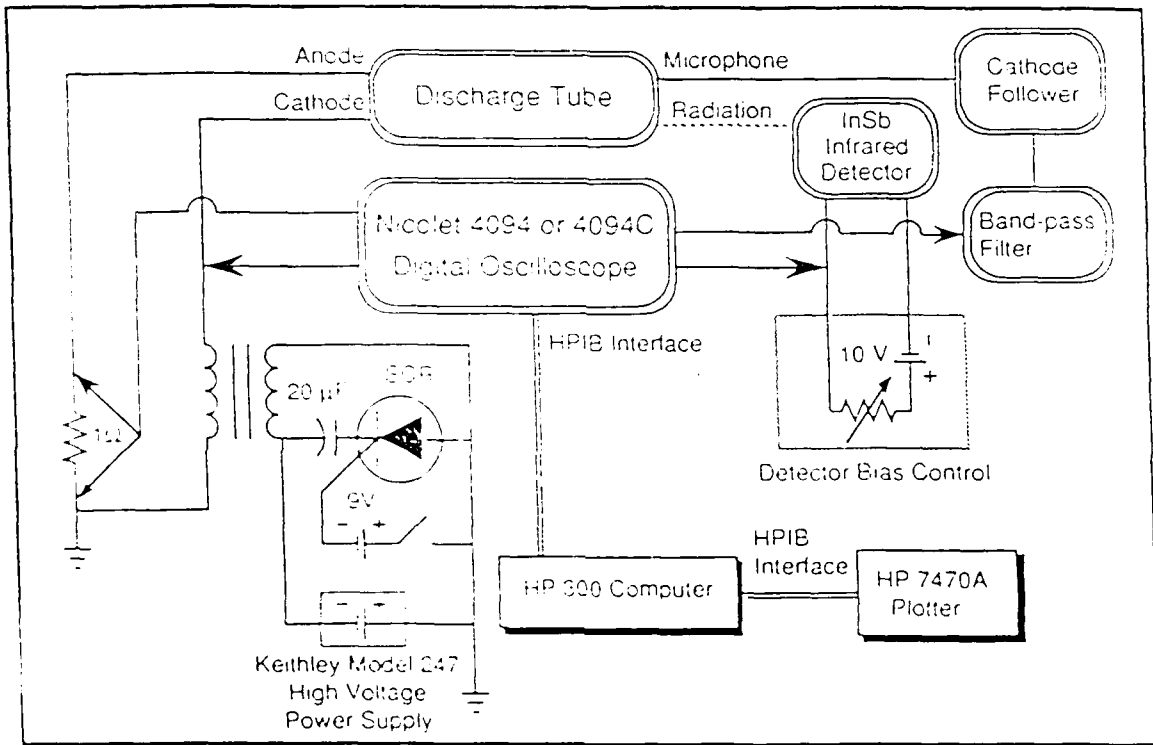 Anode
Microphone
Cathode
Follower
Discharge Tube
Cathode
Radiation
InSb
Infrared
Detector
Nicolet 4094 or 4094C
Digital Oscilloscope
Band-pass
Filter
HPIB Interface
10 V
-
+
20 µF
SCR
1Ω
9V
- +
Detector Bias Control
HPIB
Interface
HP 300 Computer
HP 7470A
Plotter
- +
Keithley Model 247
High Voltage
Power Supply